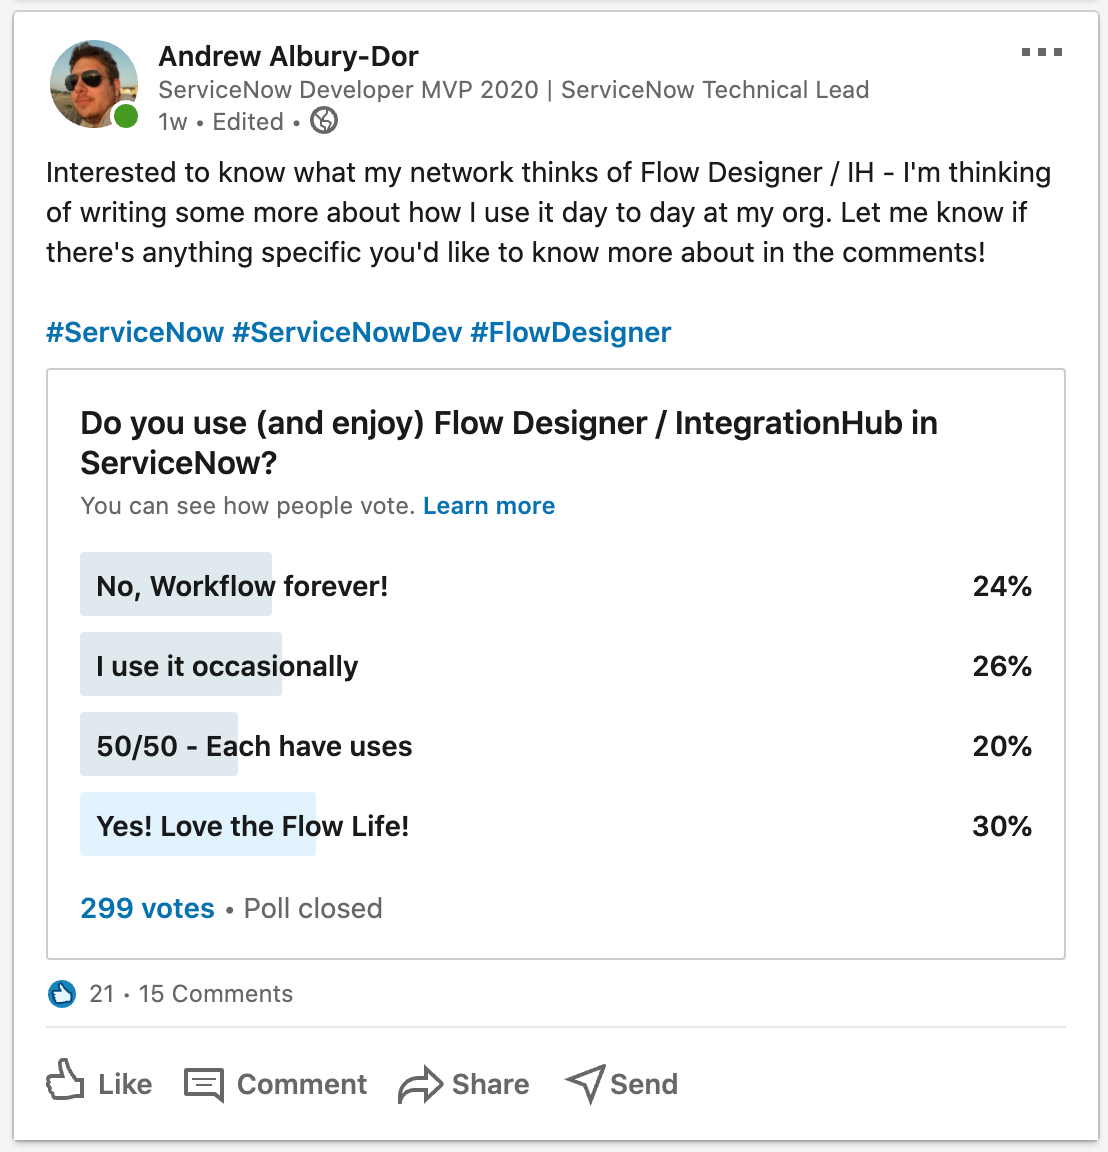 Andrew Albury-Dor
ServiceNow Developer MVP 2020 | ServiceNow Technical Lead
1w • Edited •
Interested to know what my network thinks of Flow Designer / IH - I'm thinking
of writing some more about how I use it day to day at my org. Let me know if
there's anything specific you'd like to know more about in the comments!
#ServiceNow #ServiceNowDev #FlowDesigner
Do you use (and enjoy) Flow Designer / IntegrationHub in
ServiceNow?
You can see how people vote. Learn more
No, Workflow forever! 24%
I use it occasionally 26%
50/50 - Each have uses 20%
Yes! Love the Flow Life! 30%
299 votes • Poll closed
21 • 15 Comments
Like Comment Share Send